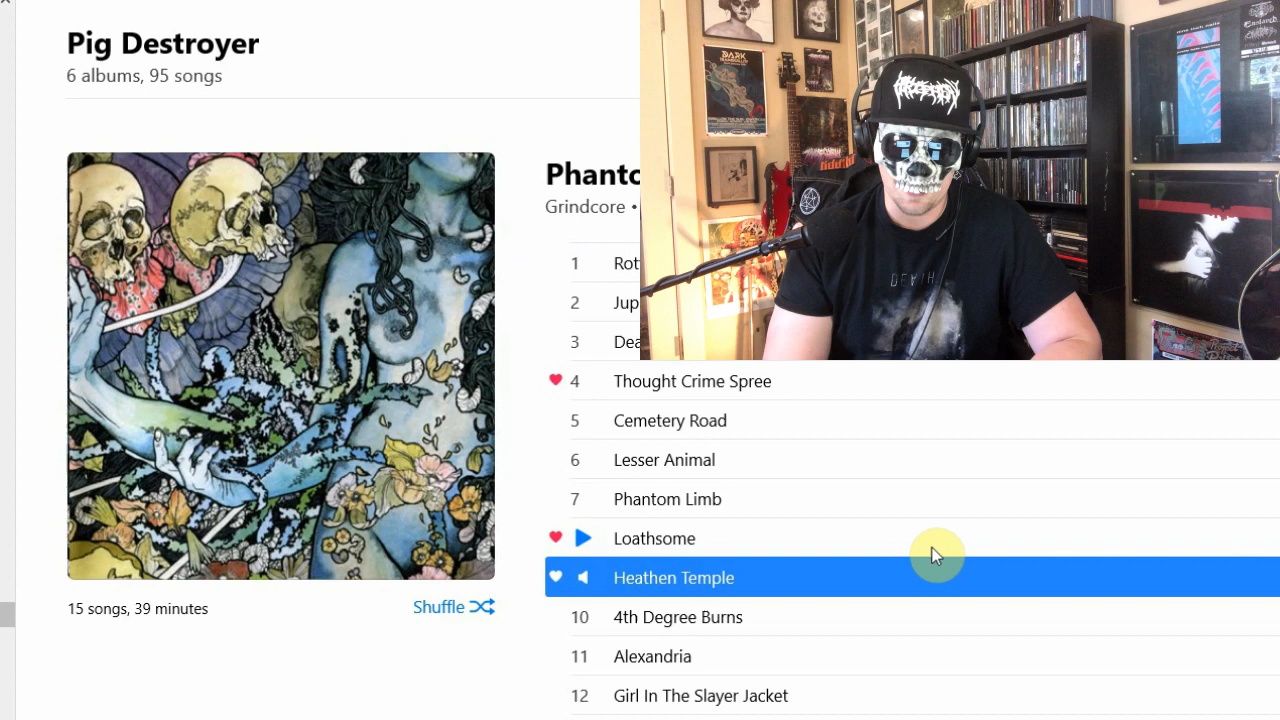 Pig Destroyer
6 albums, 95 songs
Grindcore •
1 Rot
2 Jup
3 Dea
4 Thought Crime Spree
5 Cemetery Road
6 Lesser Animal
7 Phantom Limb
Loathsome
Heathen Temple
10 4th Degree Burns
11 Alexandria
12 Girl In The Slayer Jacket
15 songs, 39 minutes
Shuffle
DARK